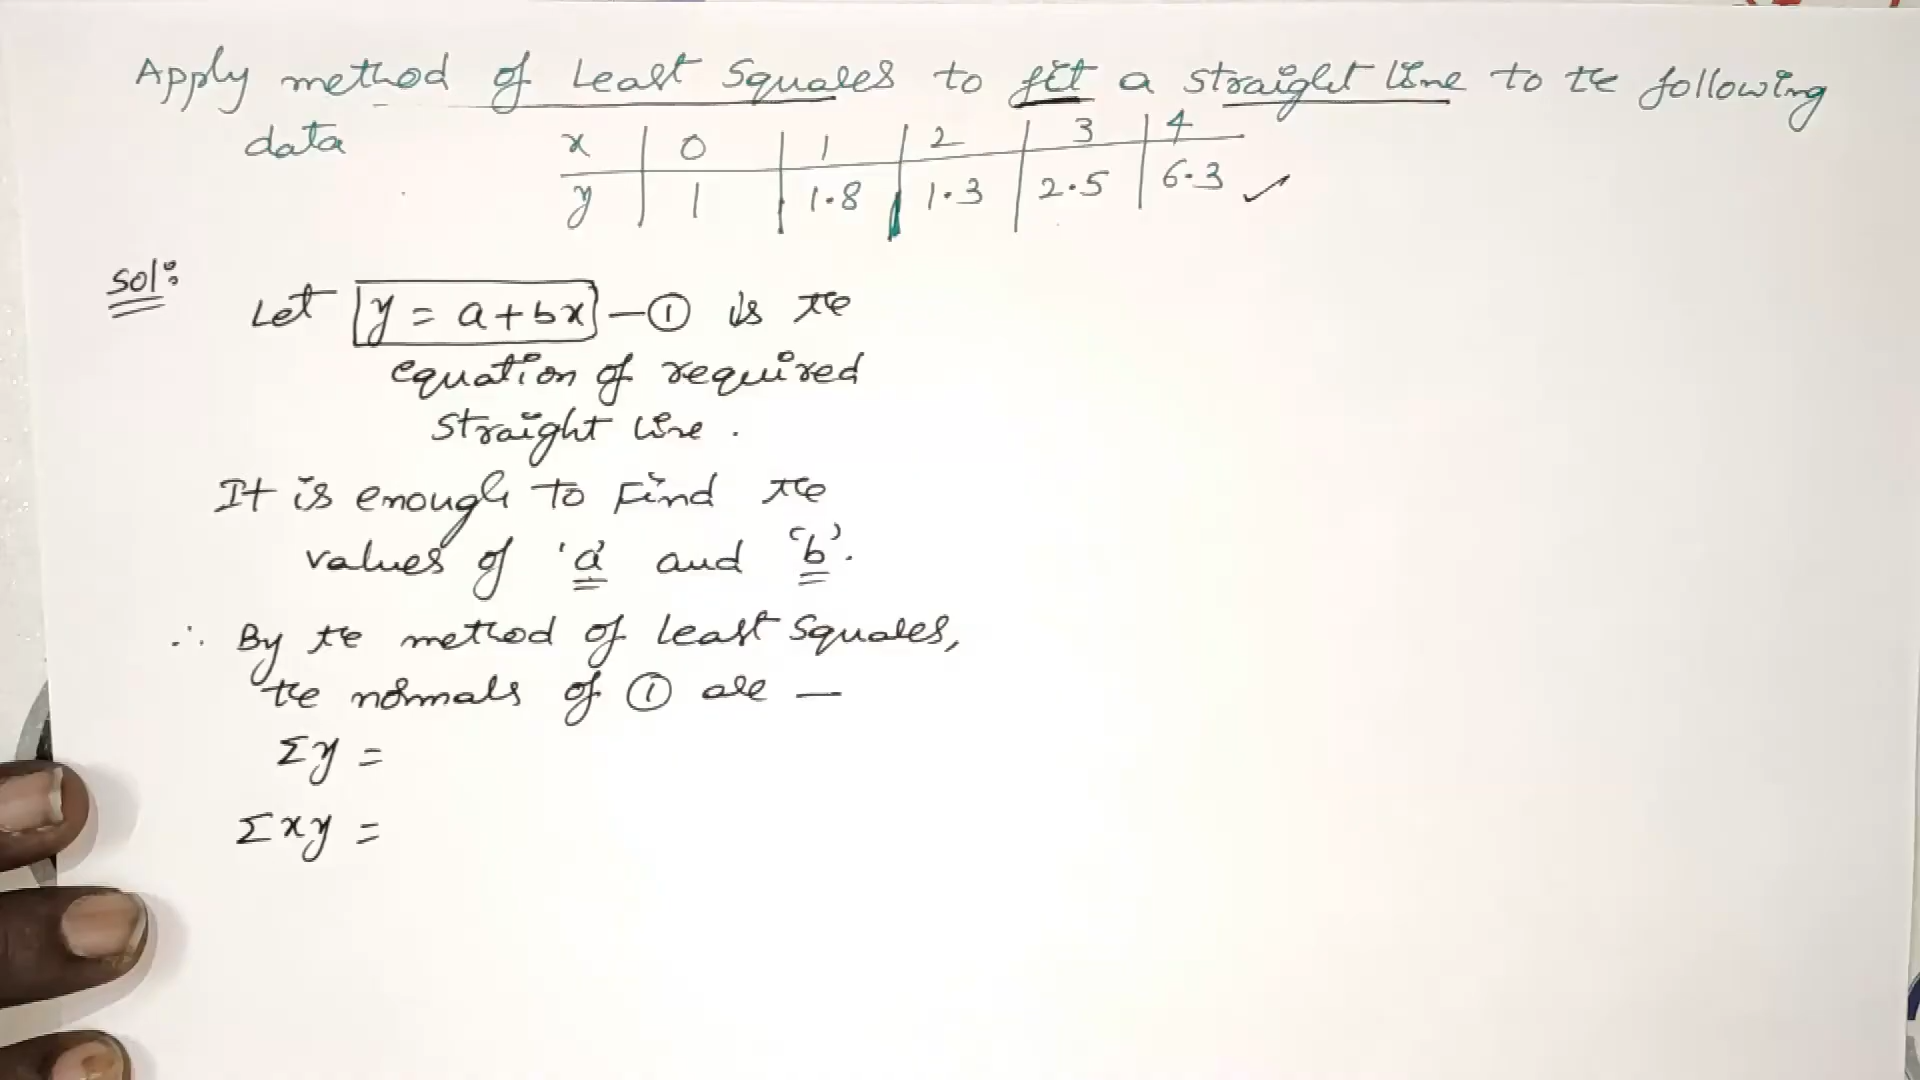 Apply method of Least Squares to fit a straight line to the following
data
x 0 1 2 3 4
y 1 1.8 1.3 2.5 6.3 ✓
Sol:
Let y = a+bx — ① is the
equation of required
straight line.
It is enough to find the
values of 'a' and 'b'.
∴ By the method of least squares,
the normals of ① are —
Σy =
Σxy =